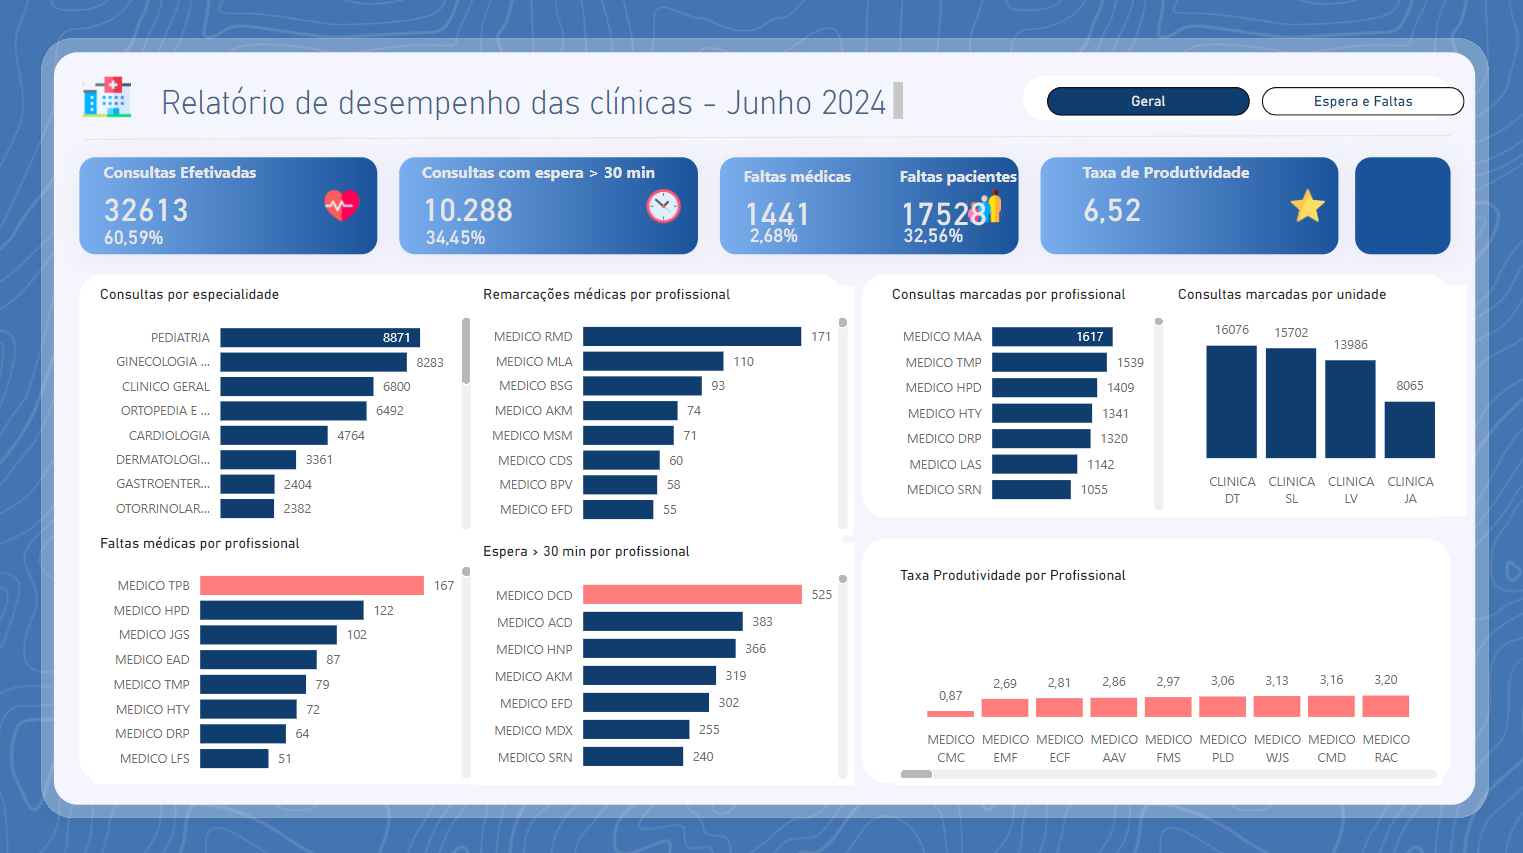 Relatório de desempenho das clínicas - Junho 2024
Geral
Espera e Faltas
Consultas Efetivadas
32613
60,59%
Consultas com espera > 30 min
10.288
34,45%
Faltas médicas
1441
2,68%
Faltas pacientes
17528
32,56%
Taxa de Produtividade
6,52
Consultas por especialidade
PEDIATRIA 8871
GINECOLOGIA ... 8283
CLINICO GERAL 6800
ORTOPEDIA E ... 6492
CARDIOLOGIA 4764
DERMATOLOGI... 3361
GASTROENTER... 2404
OTORRINOLAR... 2382
Remarcações médicas por profissional
MEDICO RMD 171
MEDICO MLA 110
MEDICO BSG 93
MEDICO AKM 74
MEDICO MSM 71
MEDICO CDS 60
MEDICO BPV 58
MEDICO EFD 55
Consultas marcadas por profissional
MEDICO MAA 1617
MEDICO TMP 1539
MEDICO HPD 1409
MEDICO HTY 1341
MEDICO DRP 1320
MEDICO LAS 1142
MEDICO SRN 1055
Consultas marcadas por unidade
16076 15702 13986 8065
CLINICA CLINICA CLINICA CLINICA
DT SL LV JA
Faltas médicas por profissional
MEDICO TPB 167
MEDICO HPD 122
MEDICO JGS 102
MEDICO EAD 87
MEDICO TMP 79
MEDICO HTY 72
MEDICO DRP 64
MEDICO LFS 51
Espera > 30 min por profissional
MEDICO DCD 525
MEDICO ACD 383
MEDICO HNP 366
MEDICO AKM 319
MEDICO EFD 302
MEDICO MDX 255
MEDICO SRN 240
Taxa Produtividade por Profissional
0,87 2,69 2,81 2,86 2,97 3,06 3,13 3,16 3,20
MEDICO MEDICO MEDICO MEDICO MEDICO MEDICO MEDICO MEDICO MEDICO
CMC EMF ECF AAV FMS PLD WJS CMD RAC